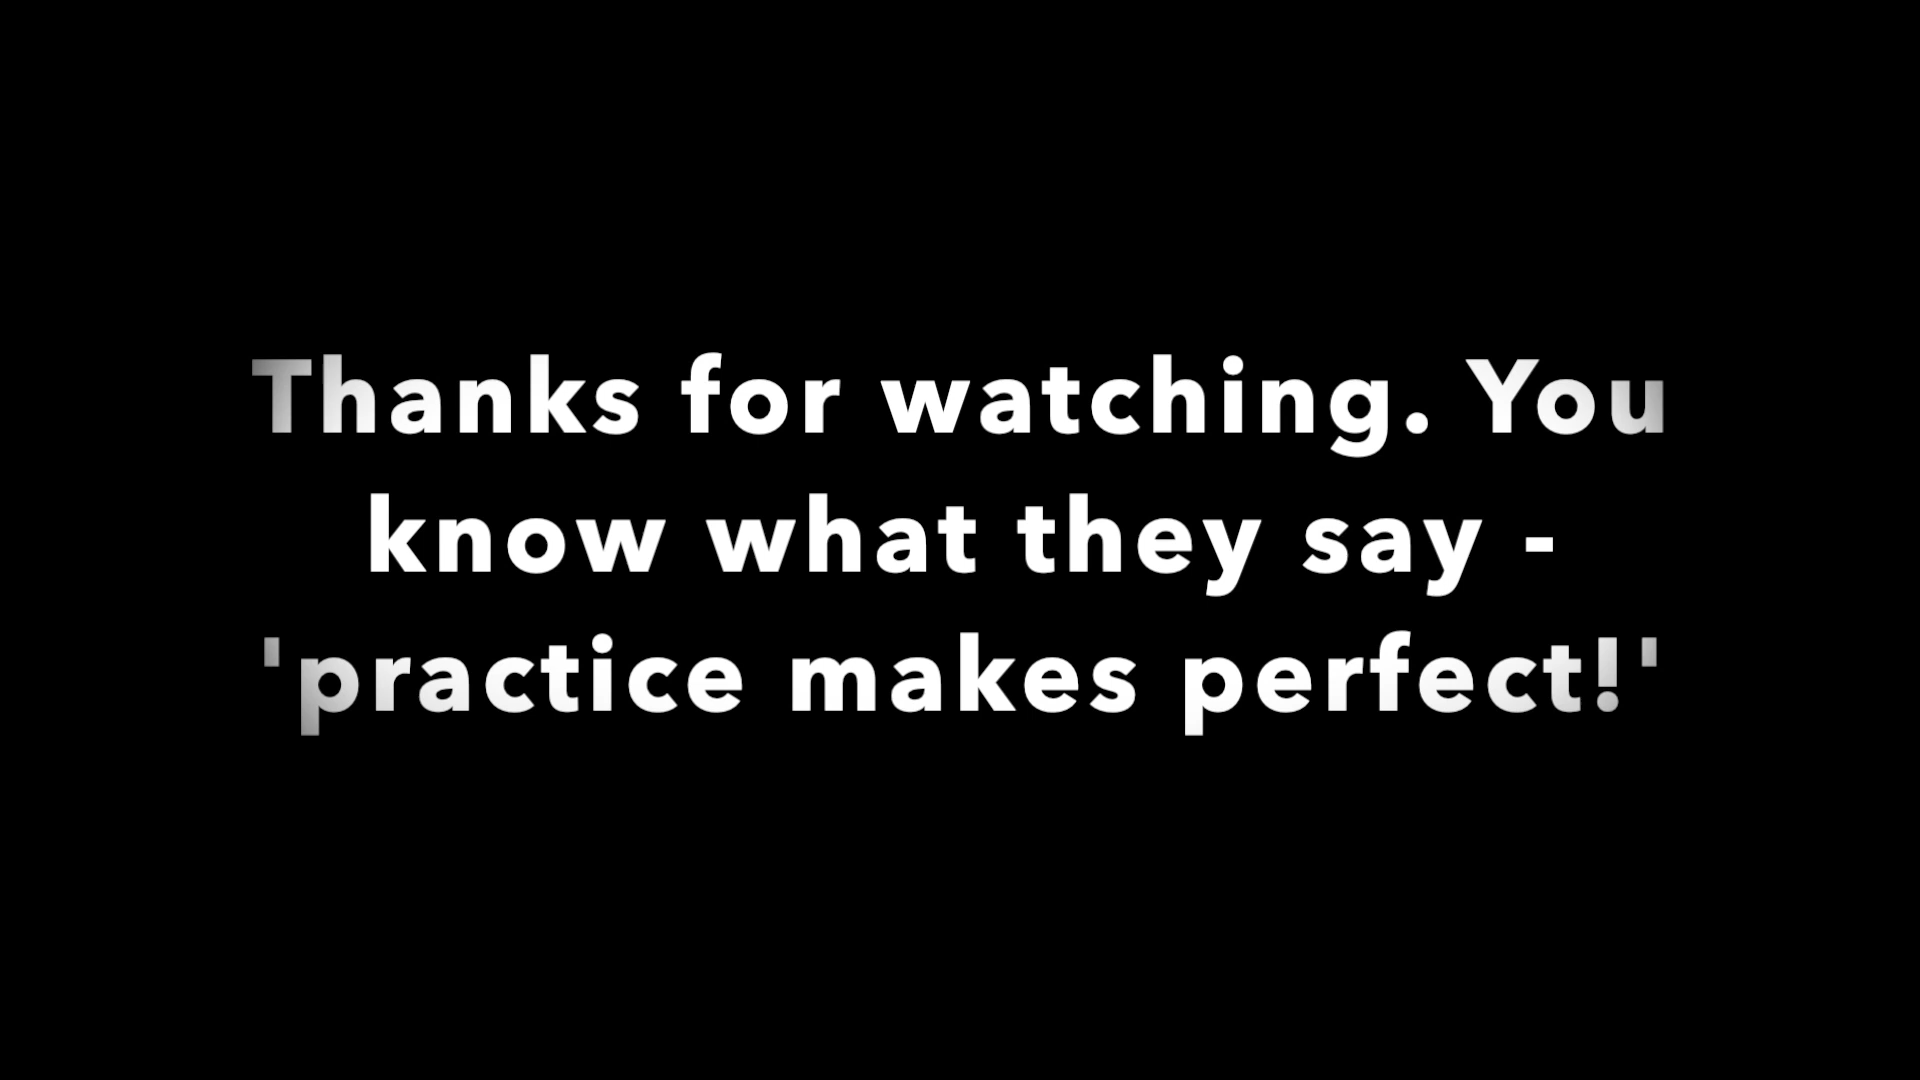 Thanks for watching. You
know what they say -
'practice makes perfect!'